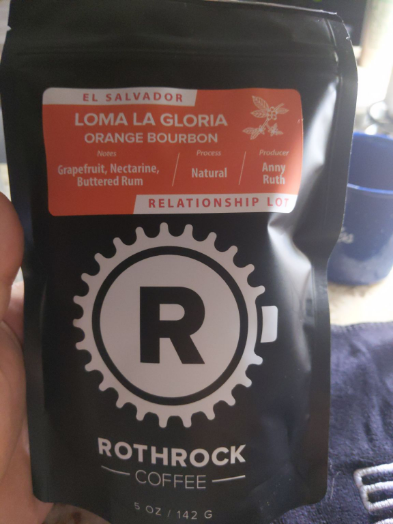 EL SALVADOR
LOMA LA GLORIA
ORANGE BOURBON
Notes
Grapefruit, Nectarine,
Buttered Rum
Process
Natural
Producer
Anny
Ruth
RELATIONSHIP LOT
R
ROTHROCK
COFFEE
5 OZ / 142 G